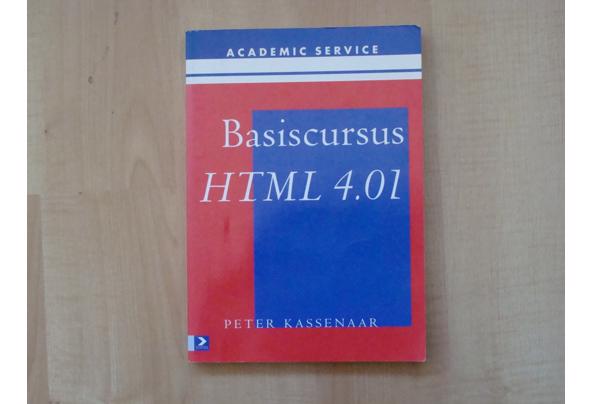 ACADEMIC SERVICE
Basiscursus
HTML 4.01
PETER KASSENAAR